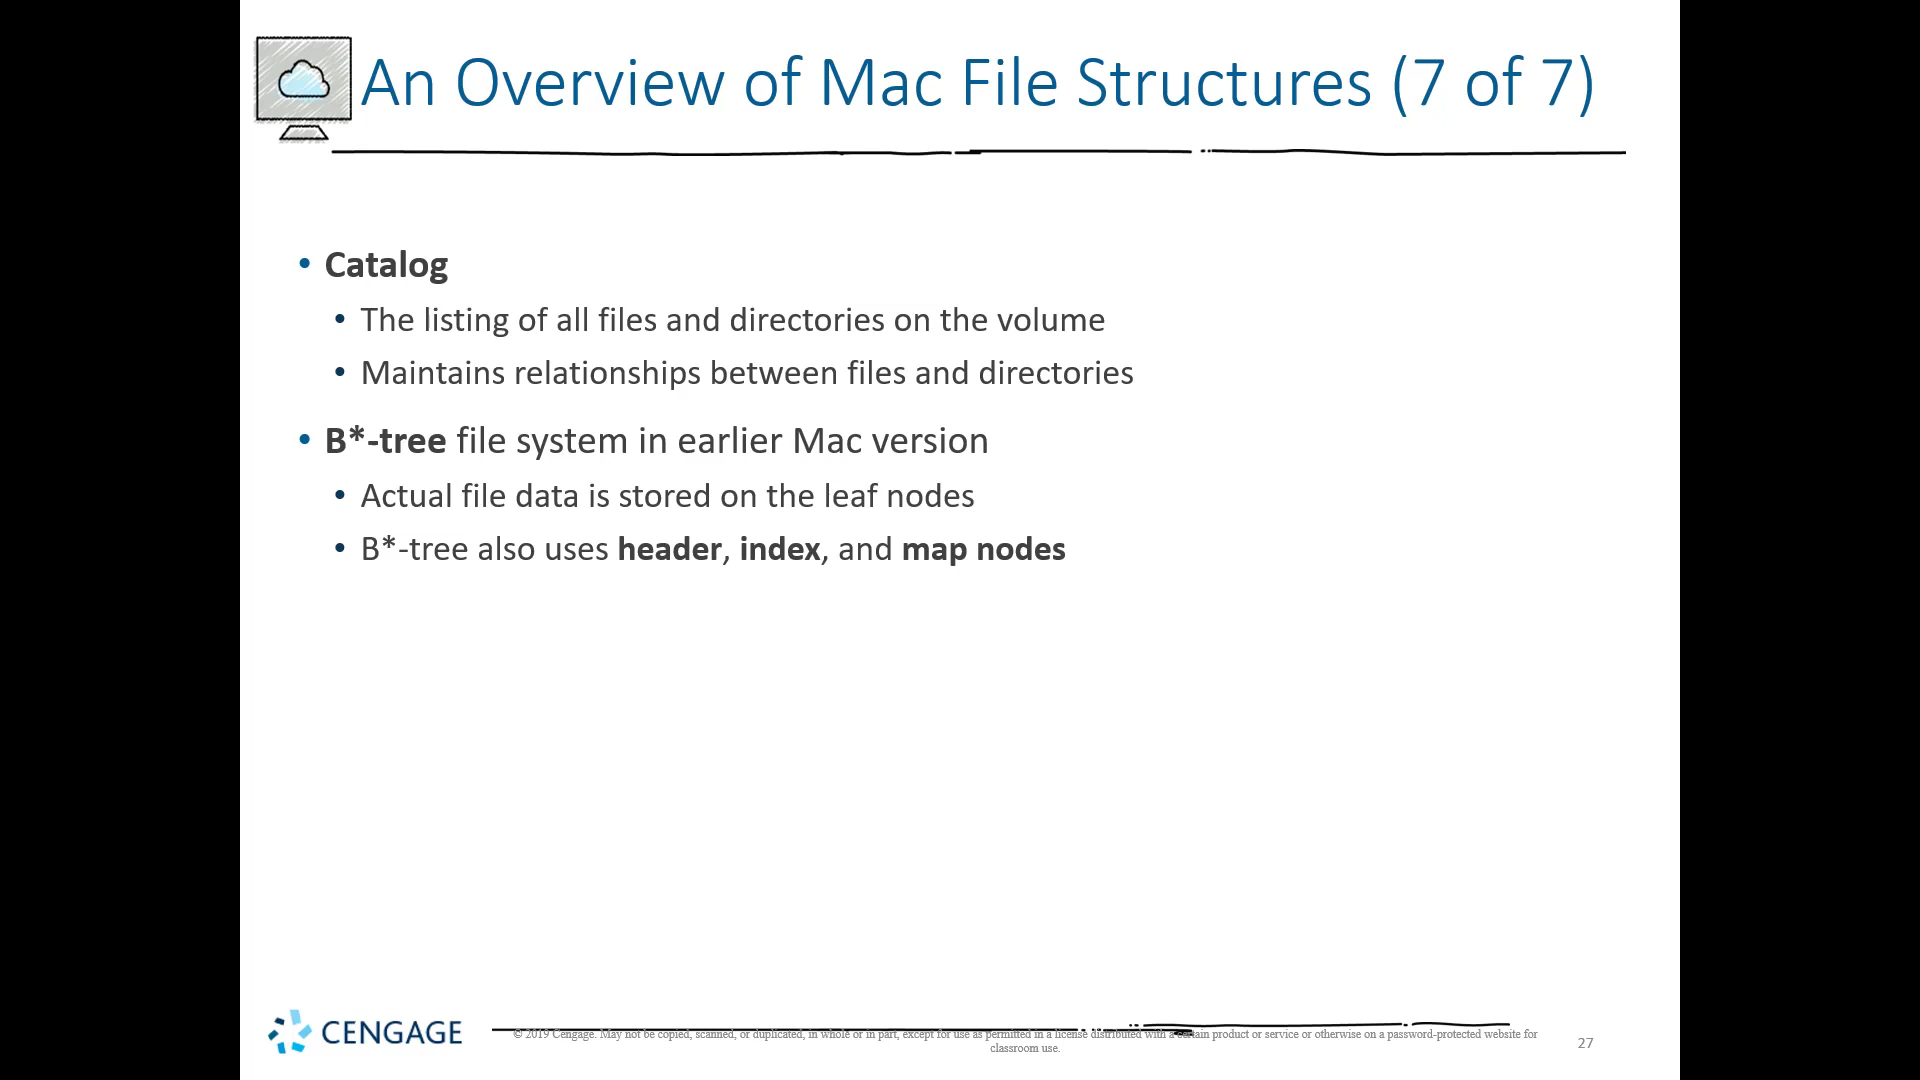 An Overview of Mac File Structures (7 of 7)
• Catalog
• The listing of all files and directories on the volume
• Maintains relationships between files and directories
• B*-tree file system in earlier Mac version
• Actual file data is stored on the leaf nodes
• B*-tree also uses header, index, and map nodes
CENGAGE
© 2019 Cengage. May not be copied, scanned, or duplicated, in whole or in part, except for use as permitted in a license distributed with a certain product or service or otherwise on a password-protected website for
classroom use.
27